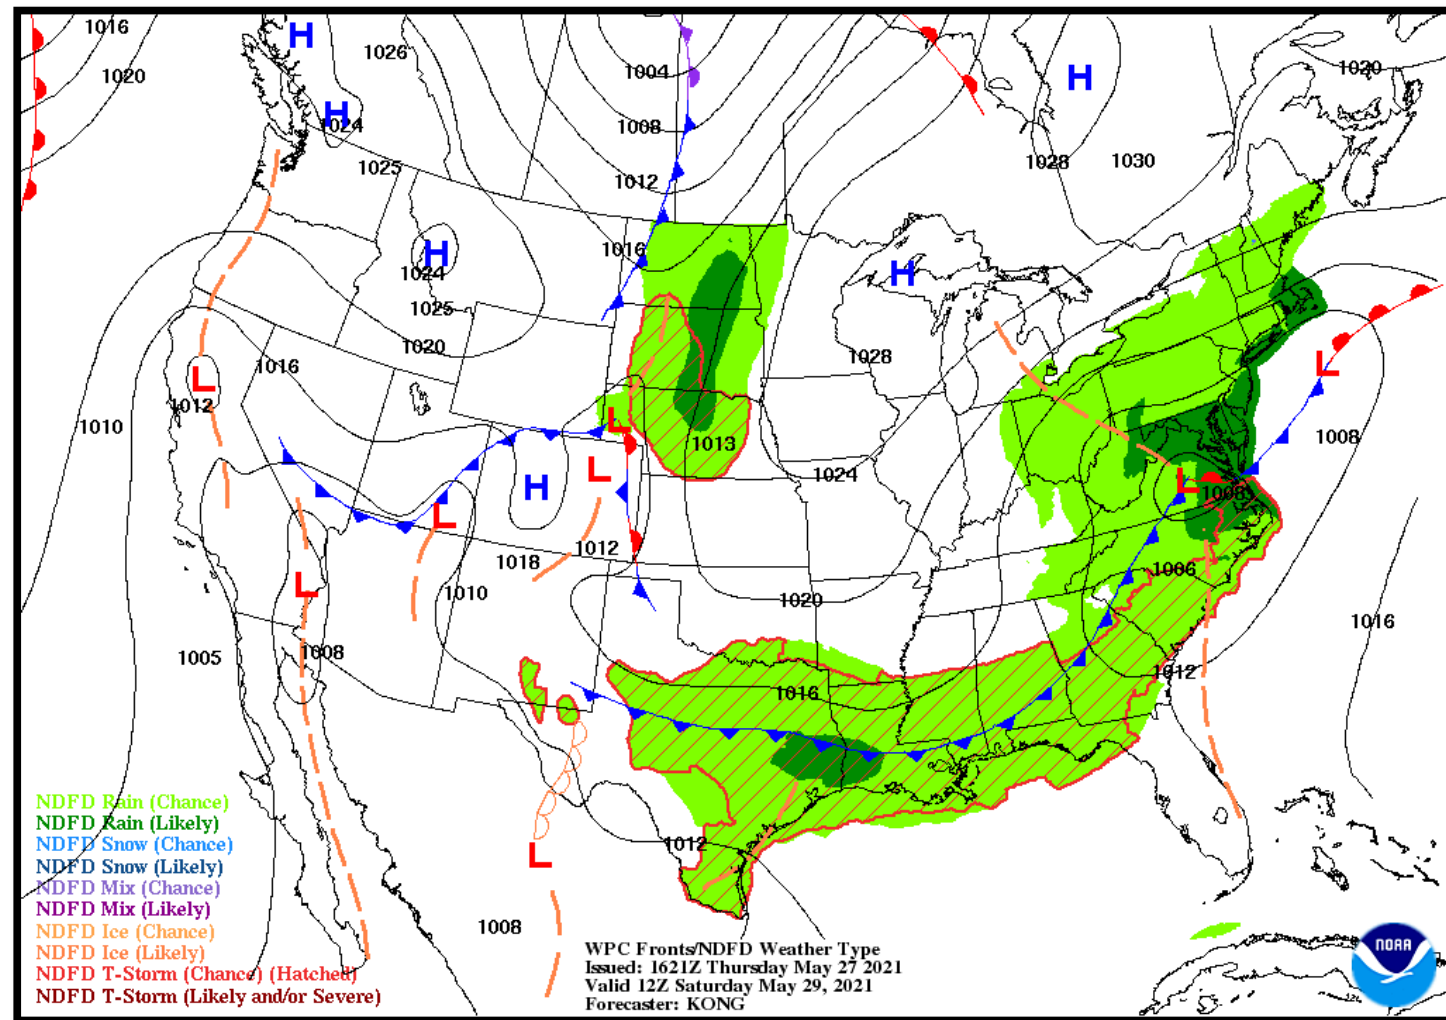 1016
H
1026
1020
1004
H
1020
H
1024
1008
1028
1030
1025
1012
1016
H
1024
H
1025
1020
1028
1016
L
L
1012
L
1010
1013
1008
L
1024
H
L
1008
L
1018
1012
1006
L
1010
1020
1016
1005
1008
1012
1016
NDFD Rain (Chance)
NDFD Rain (Likely)
NDFD Snow (Chance)
NDFD Snow (Likely)
NDFD Mix (Chance)
NDFD Mix (Likely)
NDFD Ice (Chance)
NDFD Ice (Likely)
NDFD T-Storm (Chance) (Hatched)
NDFD T-Storm (Likely and/or Severe)
1012
L
1008
WPC Fronts/NDFD Weather Type
Issued: 1621Z Thursday May 27 2021
Valid 12Z Saturday May 29, 2021
Forecaster: KONG
NOAA